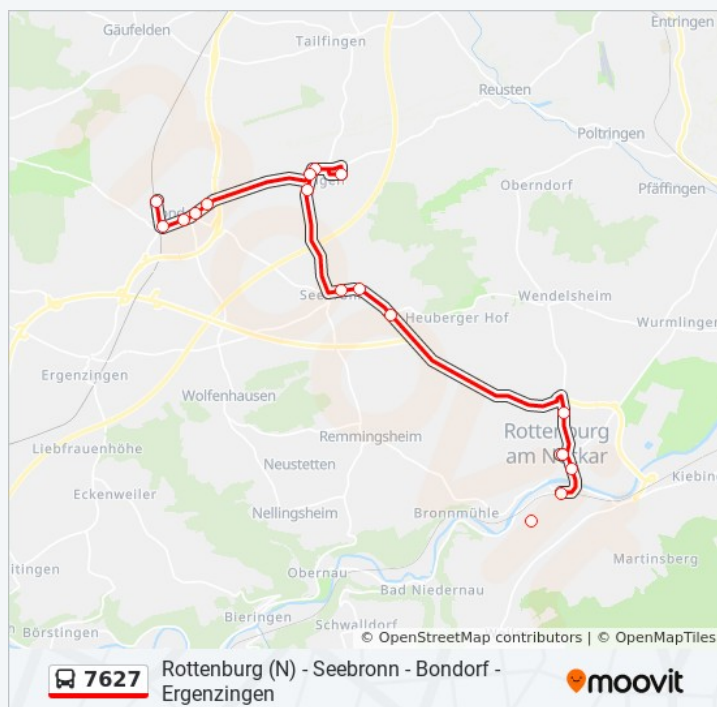 Gäufelden
Tailfingen
Entringen
Reusten
Poltringen
Oberndorf
Pfäffingen
Wendelsheim
Heuberger Hof
Wurmlingen
Ergenzingen
Wolfenhausen
Rottenburg
am Neckar
Remmingsheim
Liebfrauenhöhe
Neustetten
Kiebing
Eckenweiler
Nellingsheim
Bronnmühle
Martinsberg
Obernau
itingen
Bad Niedernau
Bieringen
Schwalldorf
Börstingen
© OpenStreetMap contributors | © OpenMapTiles
7627
Rottenburg (N) - Seebronn - Bondorf -
Ergenzingen
moovit